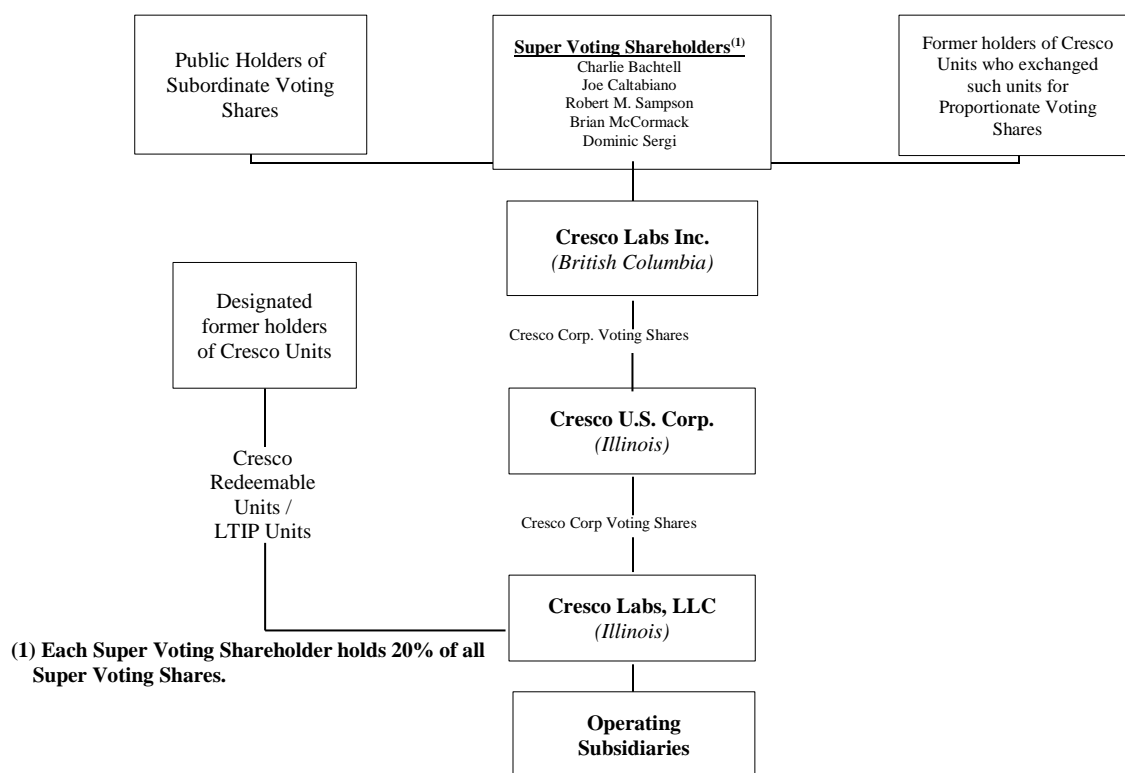 Public Holders of
Subordinate Voting
Shares
Super Voting Shareholders(1)
Charlie Bachtell
Joe Caltabiano
Robert M. Sampson
Brian McCormack
Dominic Sergi
Former holders of Cresco
Units who exchanged
such units for
Proportionate Voting
Shares
Cresco Labs Inc.
(British Columbia)
Designated
former holders
of Cresco Units
Cresco Corp. Voting Shares
Cresco U.S. Corp.
(Illinois)
Cresco
Redeemable
Units /
LTIP Units
Cresco Corp Voting Shares
Cresco Labs, LLC
(Illinois)
(1) Each Super Voting Shareholder holds 20% of all
Super Voting Shares.
Operating
Subsidiaries